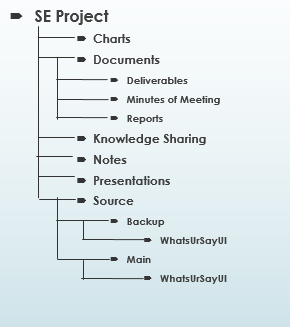 SE Project
Charts
Documents
Deliverables
Minutes of Meeting
Reports
Knowledge Sharing
Notes
Presentations
Source
Backup
WhatsUrSayUI
Main
WhatsUrSayUI